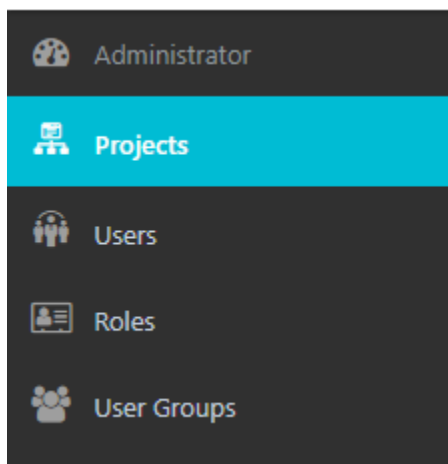 Administrator
Projects
Users
Roles
User Groups